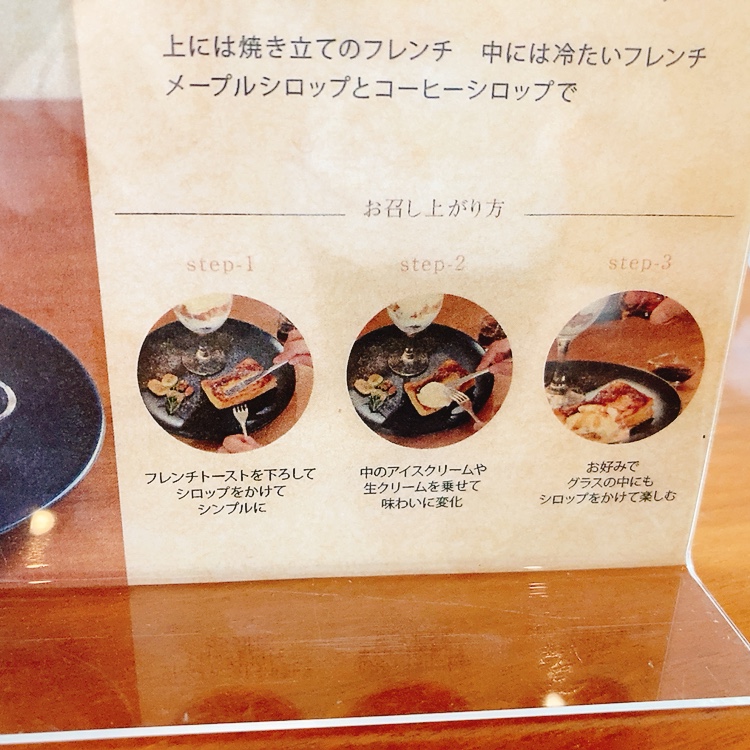 上には焼き立てのフレンチ　中には冷たいフレンチ
メープルシロップとコーヒーシロップで
お召し上がり方
step-1
step-2
step-3
フレンチトーストを下ろして
シロップをかけて
シンプルに
中のアイスクリームや
生クリームを乗せて
味わいに変化
お好みで
グラスの中にも
シロップをかけて楽しむ